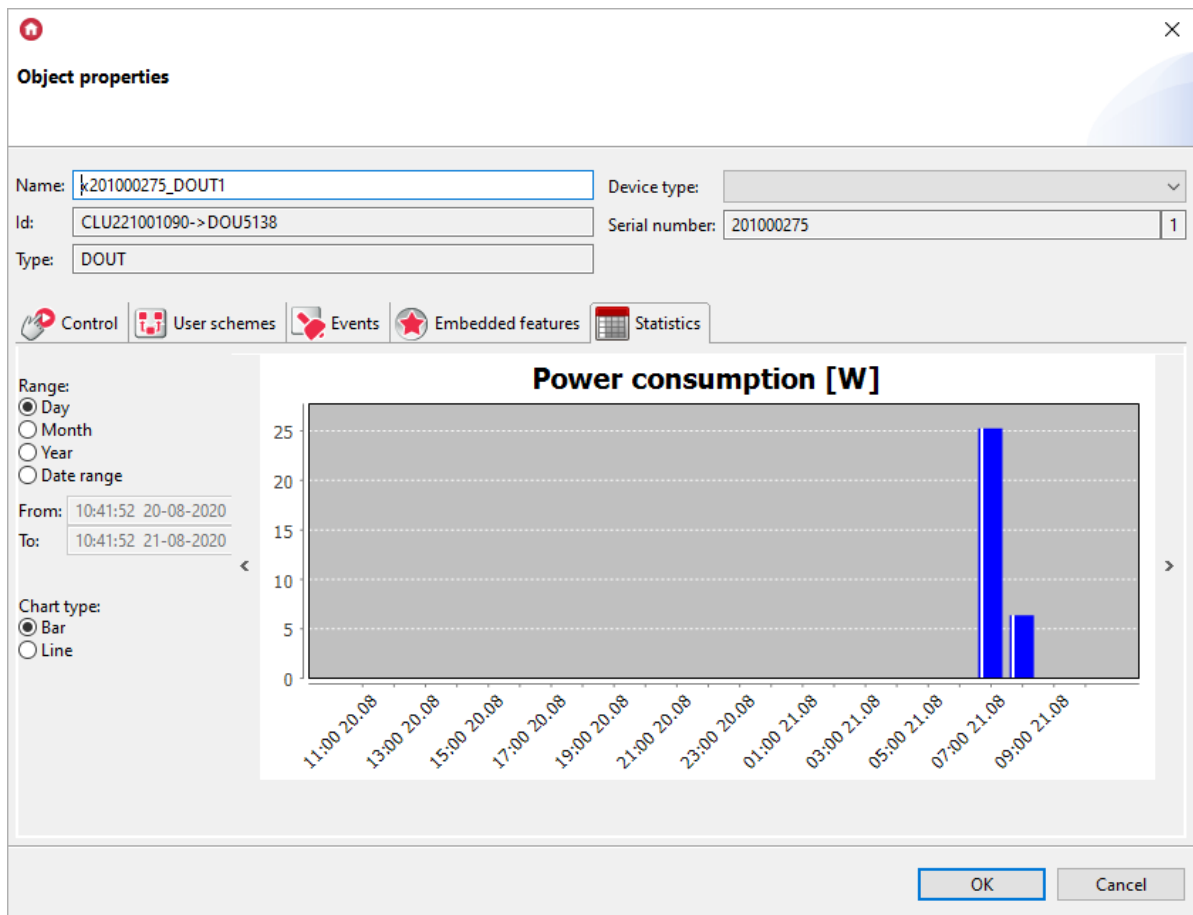 Object properties
Name: x201000275_DOUT1
Device type:
Id: CLU221001090->DOU5138
Serial number: 201000275 1
Type: DOUT
Control User schemes Events Embedded features Statistics
Range:
Day
Month
Year
Date range
From: 10:41:52 20-08-2020
To: 10:41:52 21-08-2020
Chart type:
Bar
Line
Power consumption [W]
25
20
15
10
5
0
11:00 20.08
13:00 20.08
15:00 20.08
17:00 20.08
19:00 20.08
21:00 20.08
23:00 20.08
01:00 21.08
03:00 21.08
05:00 21.08
07:00 21.08
09:00 21.08
< >
OK Cancel